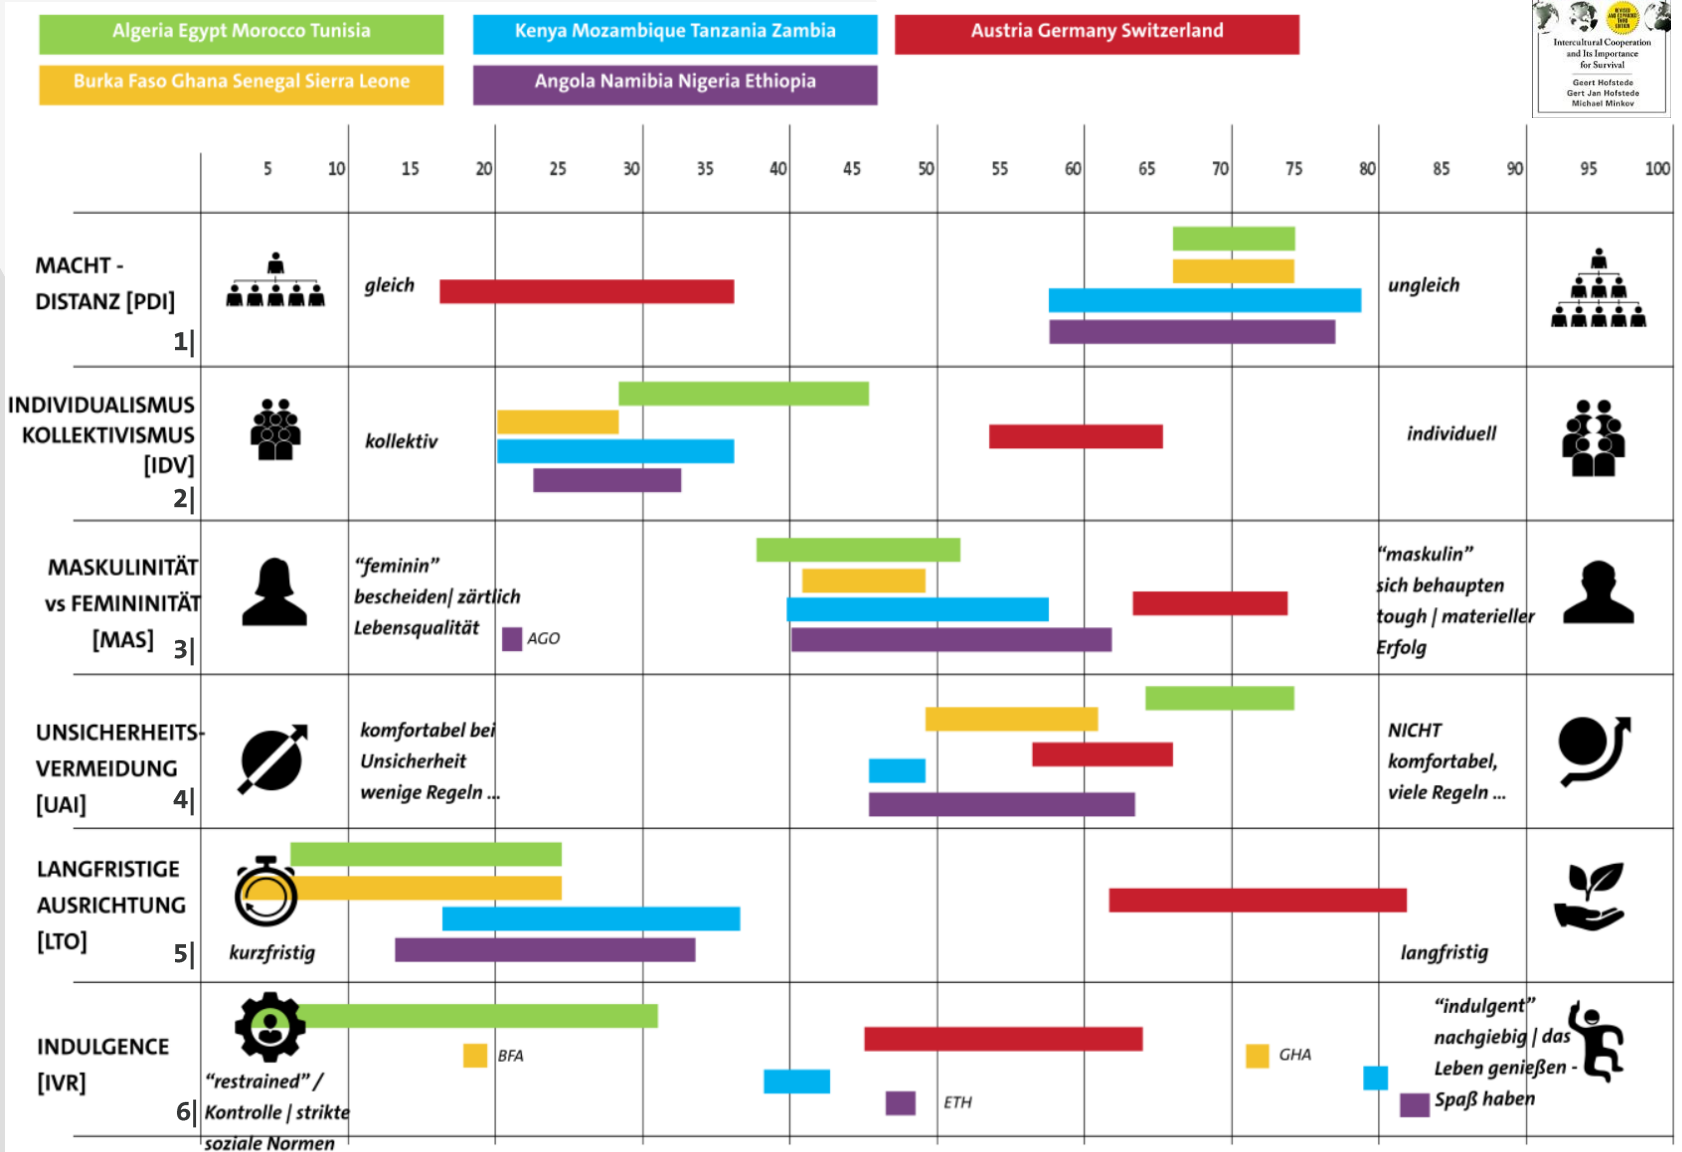 Algeria Egypt Morocco Tunisia
Kenya Mozambique Tanzania Zambia
Austria Germany Switzerland
Burka Faso Ghana Senegal Sierra Leone
Angola Namibia Nigeria Ethiopia
REVISED
AND EXPANDED
THIRD
EDITION
Intercultural Cooperation
and Its Importance
for Survival
Geert Hofstede
Gert Jan Hofstede
Michael Minkov
5 10 15 20 25 30 35 40 45 50 55 60 65 70 75 80 85 90 95 100
MACHT -
DISTANZ [PDI]
1|
gleich
ungleich
INDIVIDUALISMUS
KOLLEKTIVISMUS
[IDV]
2|
kollektiv
individuell
MASKULINITÄT
vs FEMININITÄT
[MAS]
3|
“feminin”
bescheiden| zärtlich
Lebensqualität
AGO
“maskulin”
sich behaupten
tough | materieller
Erfolg
UNSICHERHEITS-
VERMEIDUNG
[UAI]
4|
komfortabel bei
Unsicherheit
wenige Regeln ...
NICHT
komfortabel,
viele Regeln ...
LANGFRISTIGE
AUSRICHTUNG
[LTO]
5|
kurzfristig
langfristig
INDULGENCE
[IVR]
6|
“restrained” /
Kontrolle | strikte
soziale Normen
BFA
ETH
GHA
“indulgent”
nachgiebig | das
Leben genießen -
Spaß haben